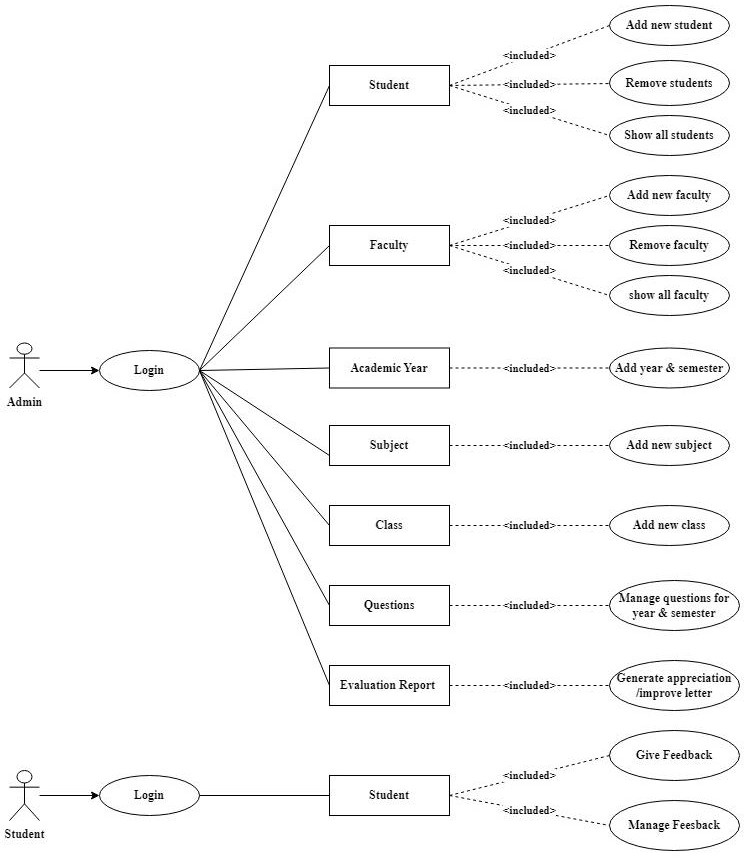 Add new student
<included>
Student
<included>
Remove students
<included>
Show all students
Add new faculty
<included>
Faculty
<included>
Remove faculty
<included>
show all faculty
Admin
Login
Academic Year
<included>
Add year & semester
Subject
<included>
Add new subject
Class
<included>
Add new class
Questions
<included>
Manage questions for
year & semester
Evaluation Report
<included>
Generate appreciation
/improve letter
Student
Login
Student
<included>
Give Feedback
<included>
Manage Feesback